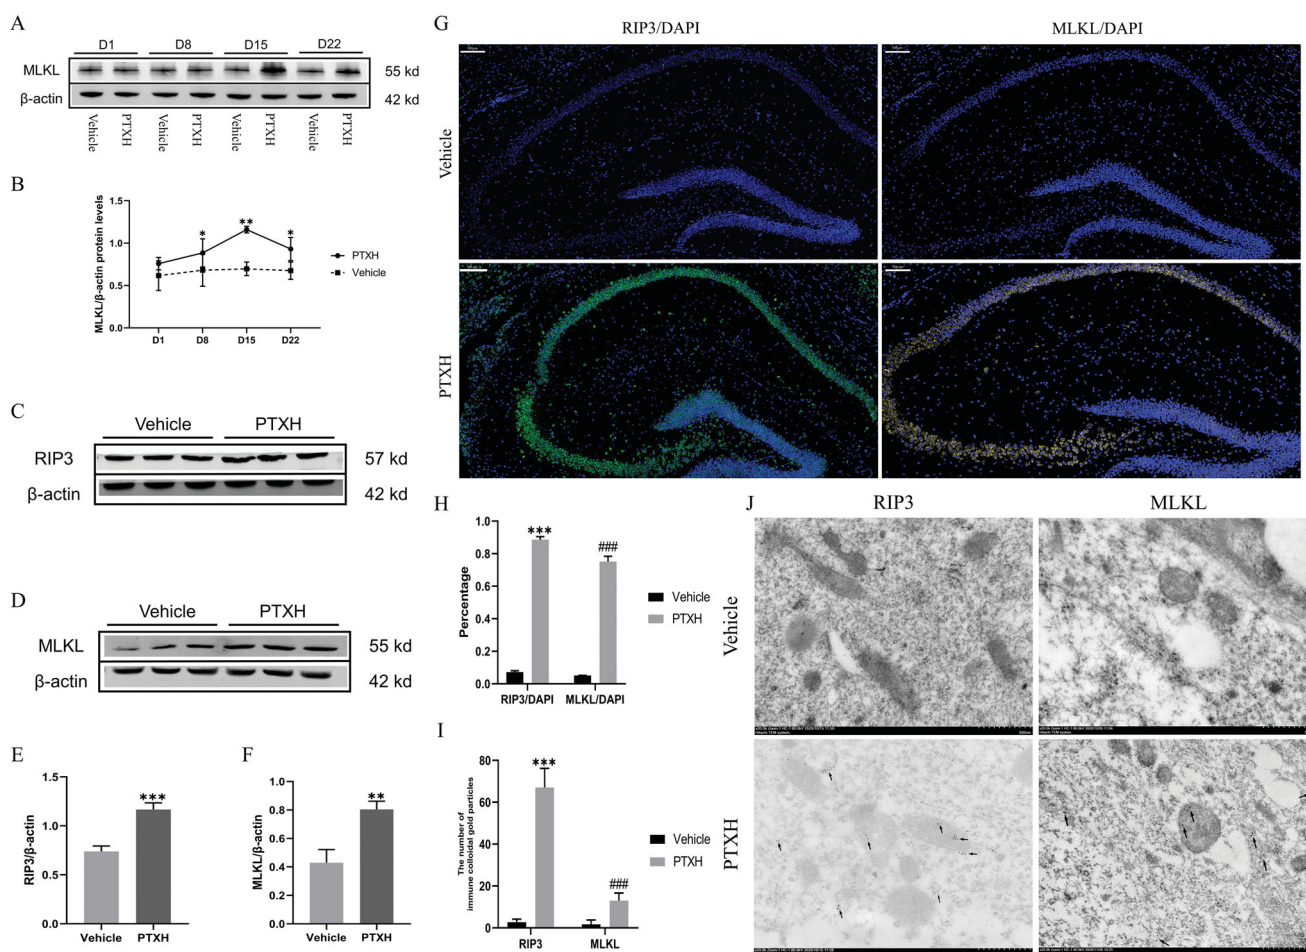 A
D1 D8 D15 D22
MLKL 55 kd
β-actin 42 kd
Vehicle PTXH Vehicle PTXH Vehicle PTXH Vehicle PTXH
B
MLKL/β-actin protein levels
1.5
1.0
0.5
0.0
* ** *
D1 D8 D15 D22
PTXH
Vehicle
C
Vehicle PTXH
RIP3 57 kd
β-actin 42 kd
D
Vehicle PTXH
MLKL 55 kd
β-actin 42 kd
E
RIP3/β-actin
1.5
1.0
0.5
0.0
***
Vehicle PTXH
F
MLKL/β-actin
1.0
0.8
0.6
0.4
0.2
0.0
**
Vehicle PTXH
G
RIP3/DAPI MLKL/DAPI
Vehicle
PTXH
H
Percentage
1.0
0.8
0.6
0.4
0.2
0.0
*** ###
RIP3/DAPI MLKL/DAPI
Vehicle
PTXH
I
The number of
immune colloidal gold particles
80
60
40
20
0
*** ###
RIP3 MLKL
Vehicle
PTXH
J
RIP3 MLKL
Vehicle
PTXH
Hitachi TEM system